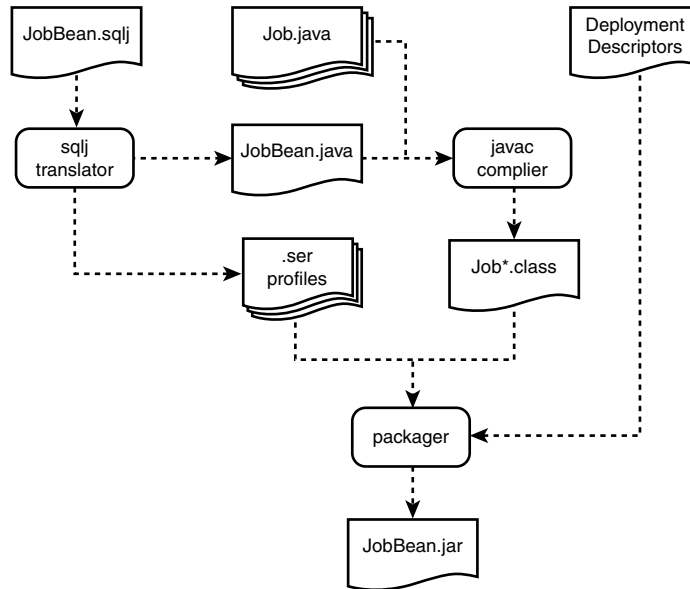 JobBean.sqlj
Job.java
Deployment
Descriptors
sqlj
translator
JobBean.java
javac
complier
.ser
profiles
Job*.class
packager
JobBean.jar